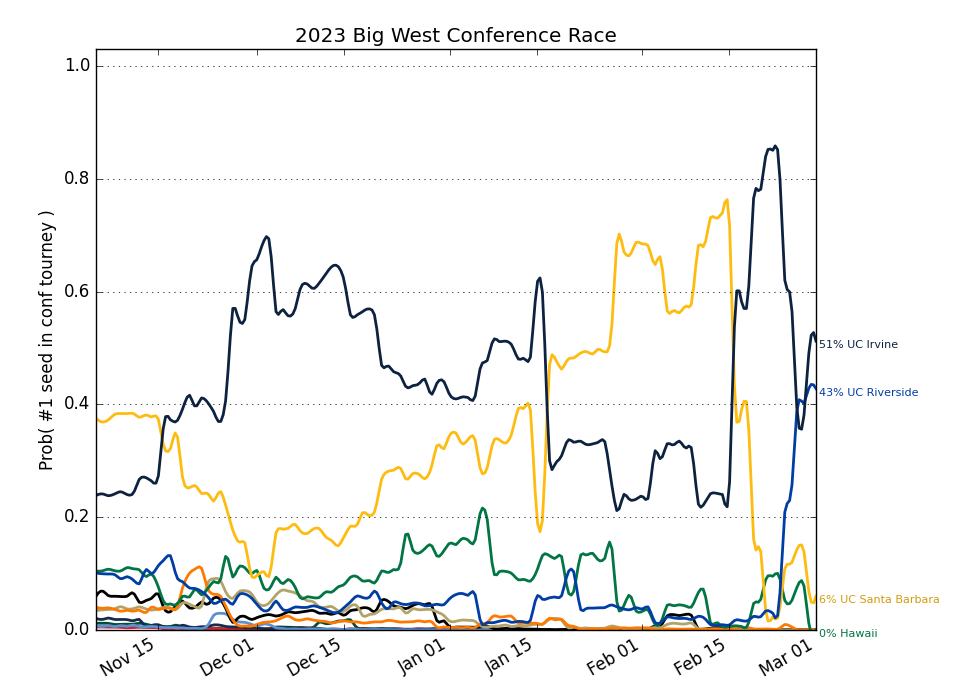 2023 Big West Conference Race
Prob( #1 seed in conf tourney )
1.0
0.8
0.6
0.4
0.2
0.0
51% UC Irvine
43% UC Riverside
6% UC Santa Barbara
0% Hawaii
Nov 15
Dec 01
Dec 15
Jan 01
Jan 15
Feb 01
Feb 15
Mar 01